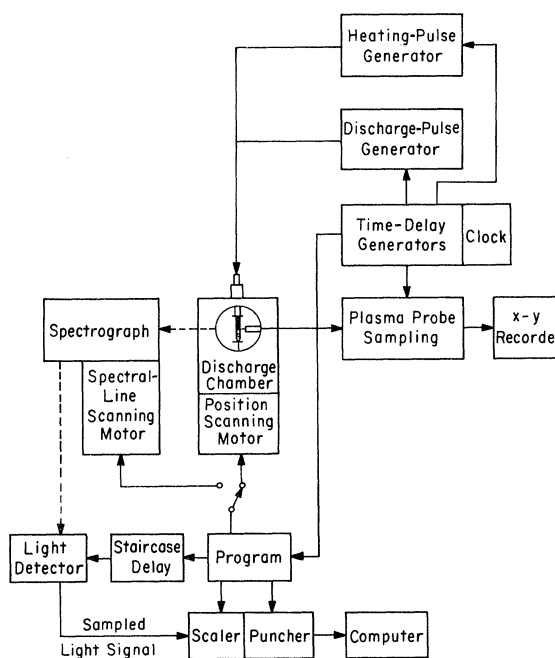 Heating-Pulse
Generator
Discharge-Pulse
Generator
Time-Delay
Generators
Clock
Spectrograph
Plasma Probe
Sampling
x-y
Recorde
Discharge
Chamber
Spectral-
Line
Scanning
Motor
Position
Scanning
Motor
Light
Detector
Staircase
Delay
Program
Sampled
Light Signal
Scaler
Puncher
Computer